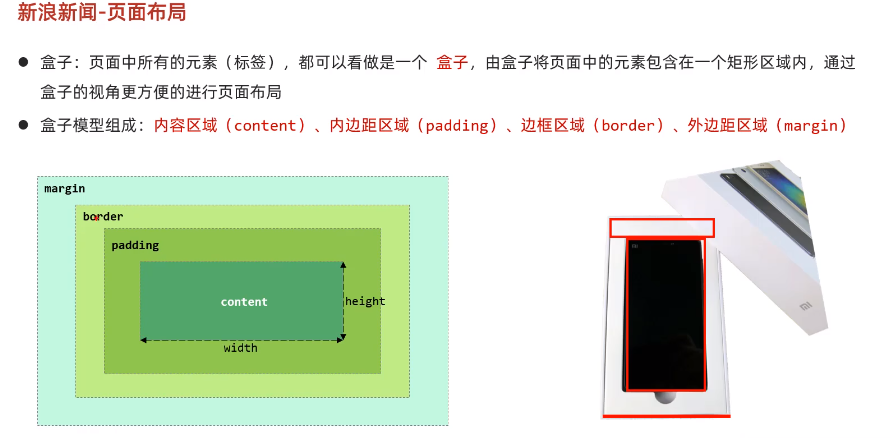 新浪新闻-页面布局
盒子：页面中所有的元素（标签），都可以看做是一个 盒子，由盒子将页面中的元素包含在一个矩形区域内，通过
盒子的视角更方便的进行页面布局
盒子模型组成：内容区域（content）、内边距区域（padding）、边框区域（border）、外边距区域（margin）
margin
border
padding
content
height
width
mi
mi